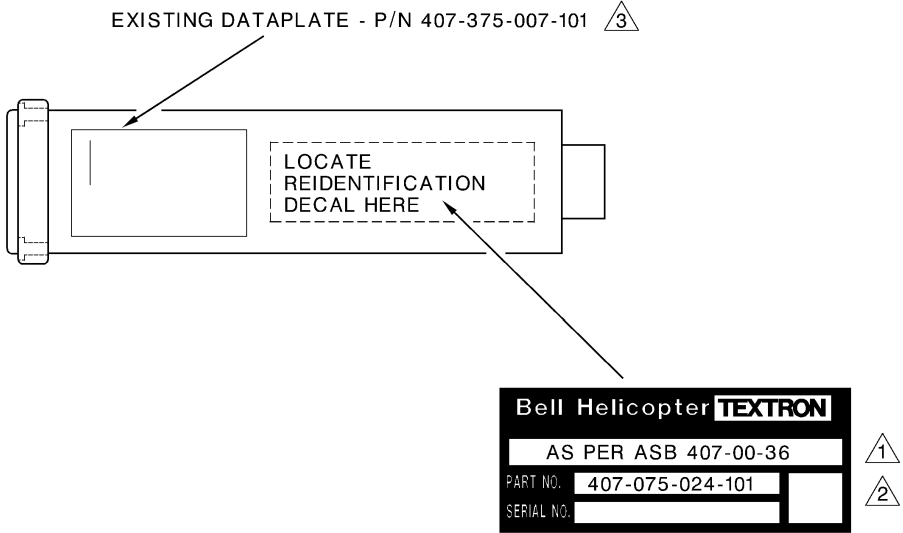 EXISTING DATAPLATE - P/N 407-375-007-101 3
LOCATE
REIDENTIFICATION
DECAL HERE
Bell Helicopter TEXTRON
AS PER ASB 407-00-36 1
PART NO. 407-075-024-101 2
SERIAL NO.